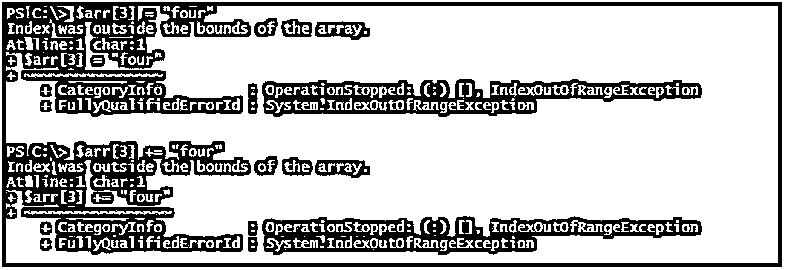 PS C:\> $arr[3] = "four"
Index was outside the bounds of the array.
At line:1 char:1
+ $arr[3] = "four"
+ ~~~~~~~~~~~~~~~~
    + CategoryInfo          : OperationStopped: (:) [], IndexOutOfRangeException
    + FullyQualifiedErrorId : System.IndexOutOfRangeException
PS C:\> $arr[3] += "four"
Index was outside the bounds of the array.
At line:1 char:1
+ $arr[3] += "four"
+ ~~~~~~~~~~~~~~~~~
    + CategoryInfo          : OperationStopped: (:) [], IndexOutOfRangeException
    + FullyQualifiedErrorId : System.IndexOutOfRangeException